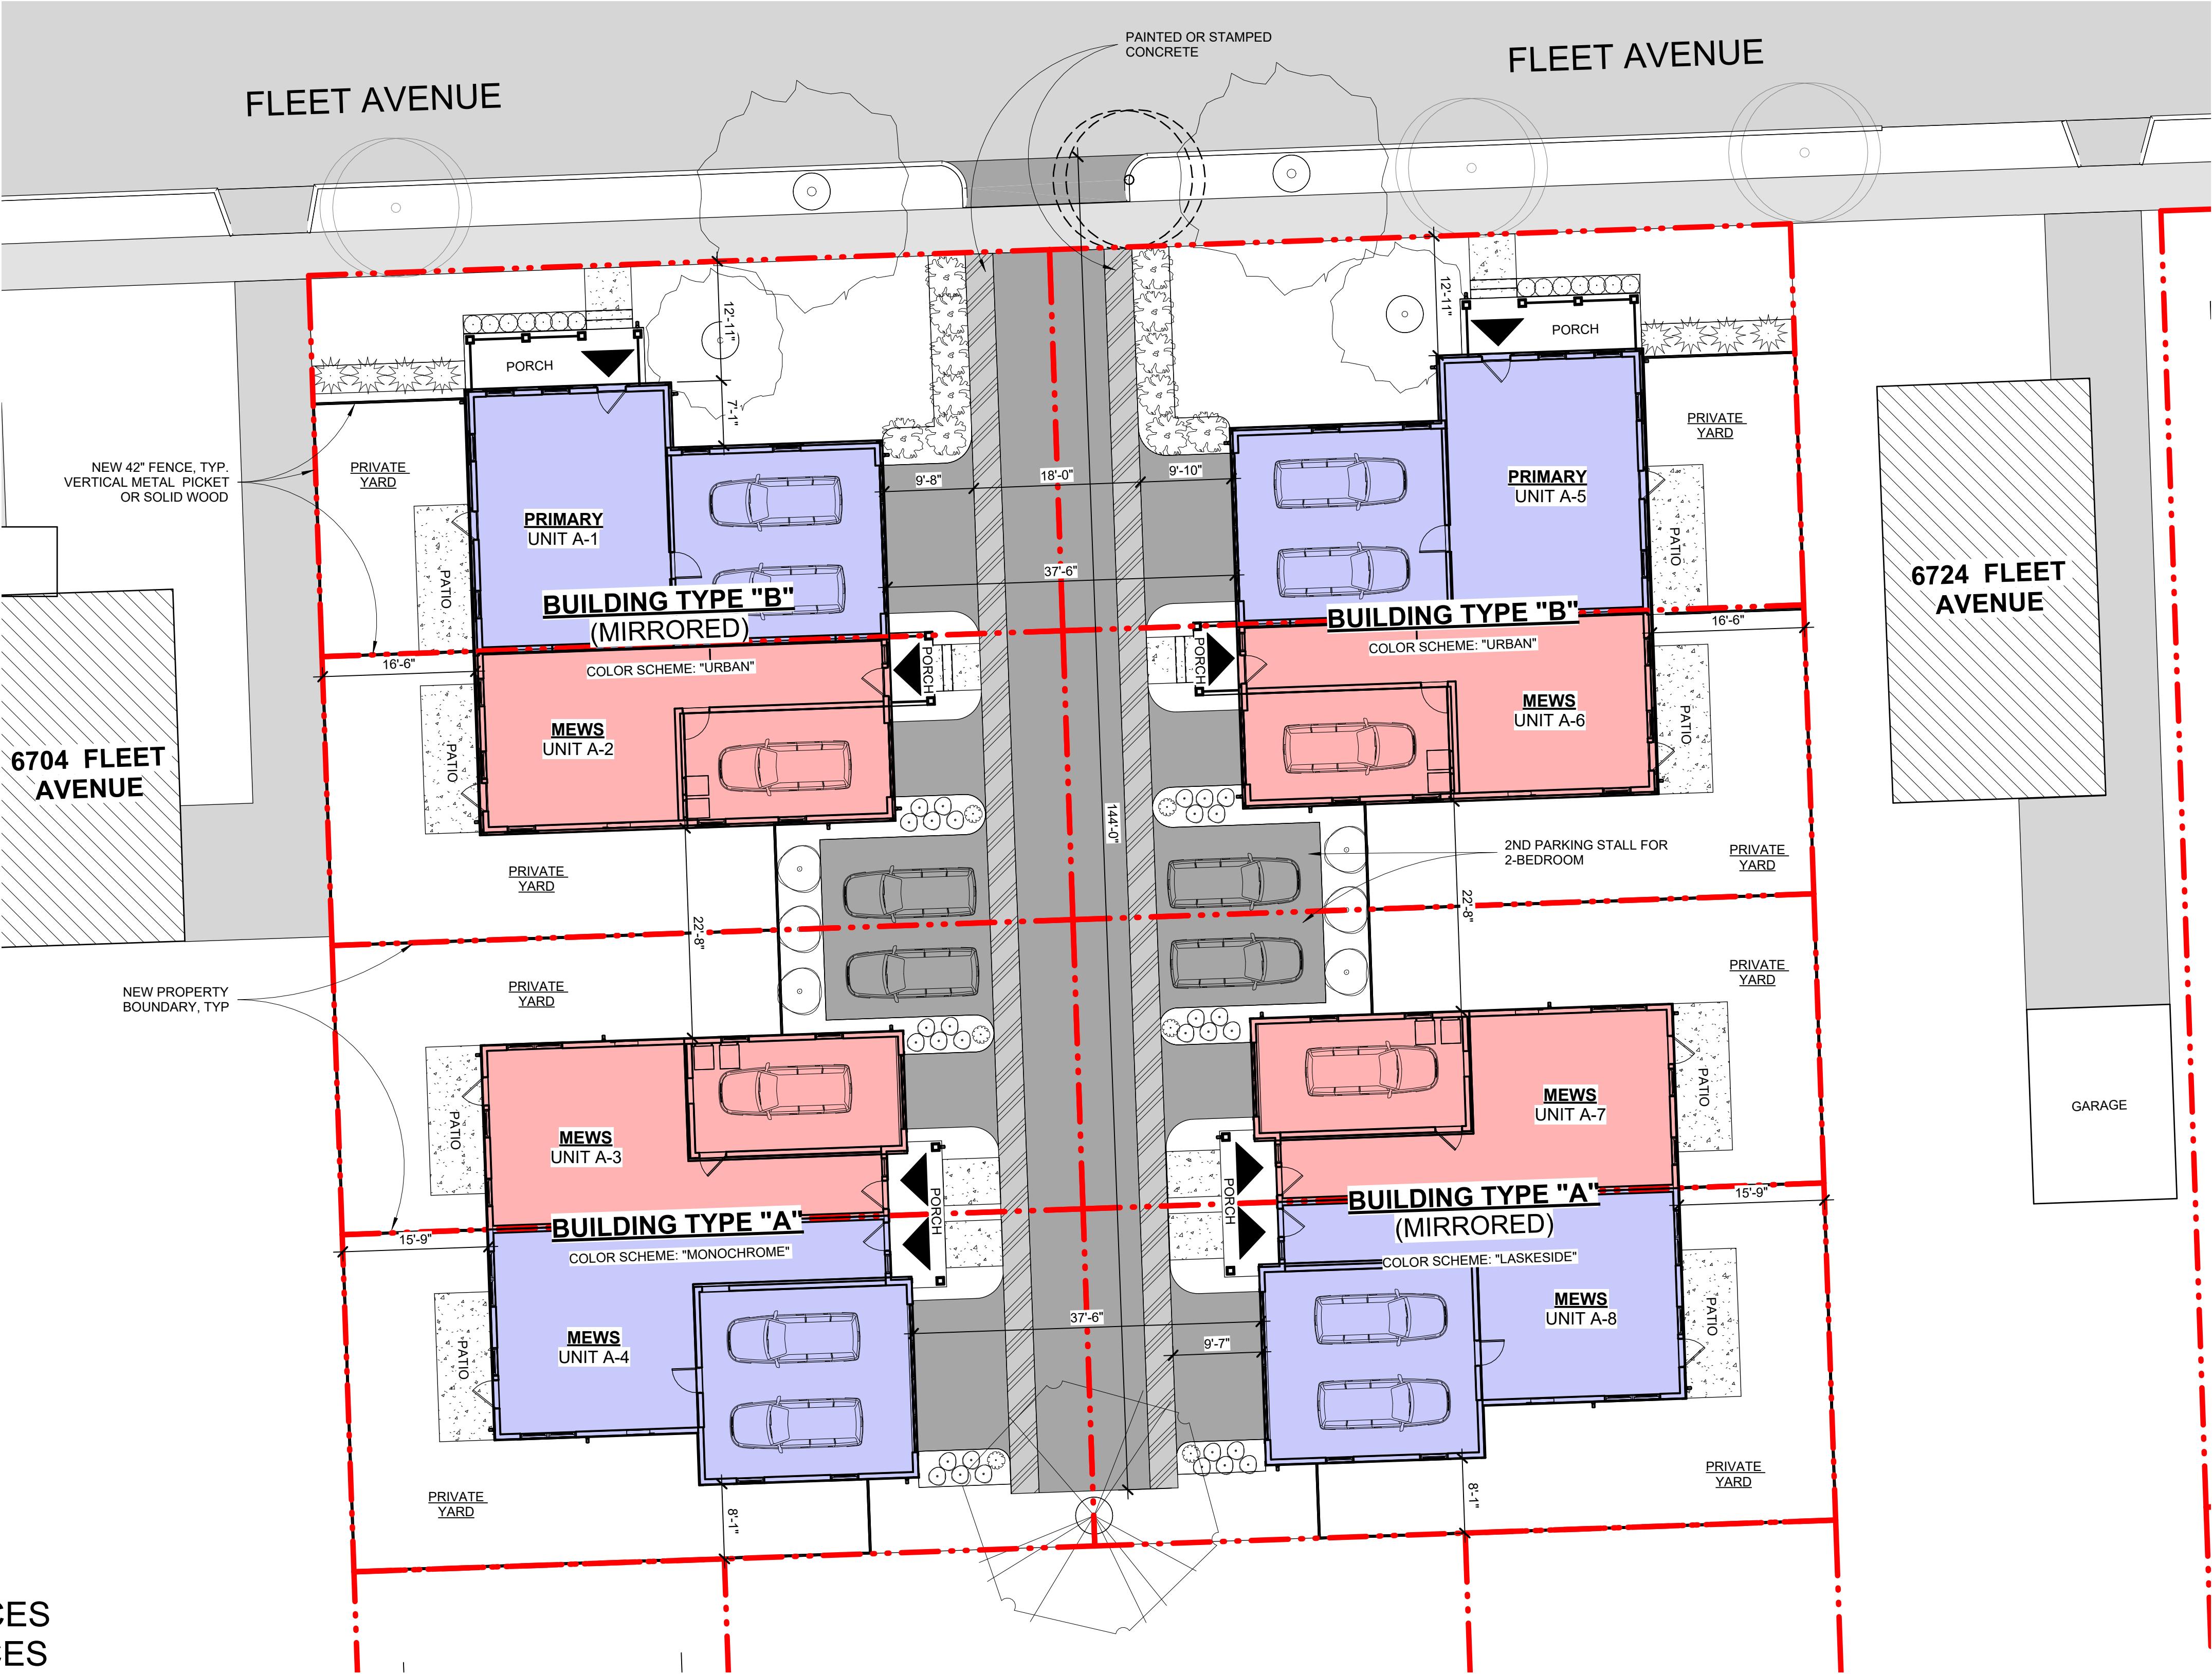 PAINTED OR STAMPED
CONCRETE
FLEET AVENUE
FLEET AVENUE
12'-11"
12'-11"
PORCH
PORCH
7'-1"
NEW 42" FENCE, TYP.
VERTICAL METAL PICKET
OR SOLID WOOD
PRIVATE
YARD
PRIVATE
YARD
9'-8"
18'-0"
9'-10"
PRIMARY
UNIT A-1
PRIMARY
UNIT A-5
PATIO
PATIO
37'-6"
BUILDING TYPE "B"
(MIRRORED)
COLOR SCHEME: "URBAN"
BUILDING TYPE "B"
COLOR SCHEME: "URBAN"
6724 FLEET
AVENUE
16'-6"
16'-6"
PORCH
PORCH
MEWS
UNIT A-2
MEWS
UNIT A-6
PATIO
PATIO
6704 FLEET
AVENUE
144'-0"
2ND PARKING STALL FOR
2-BEDROOM
PRIVATE
YARD
PRIVATE
YARD
22'-8"
22'-8"
NEW PROPERTY
BOUNDARY, TYP
PRIVATE
YARD
PRIVATE
YARD
PATIO
PATIO
MEWS
UNIT A-3
MEWS
UNIT A-7
GARAGE
PORCH
PORCH
BUILDING TYPE "A"
COLOR SCHEME: "MONOCHROME"
BUILDING TYPE "A"
(MIRRORED)
COLOR SCHEME: "LASKESIDE"
15'-9"
15'-9"
MEWS
UNIT A-4
MEWS
UNIT A-8
PATIO
PATIO
37'-6"
9'-7"
PRIVATE
YARD
PRIVATE
YARD
8'-1"
8'-1"
CES
CES